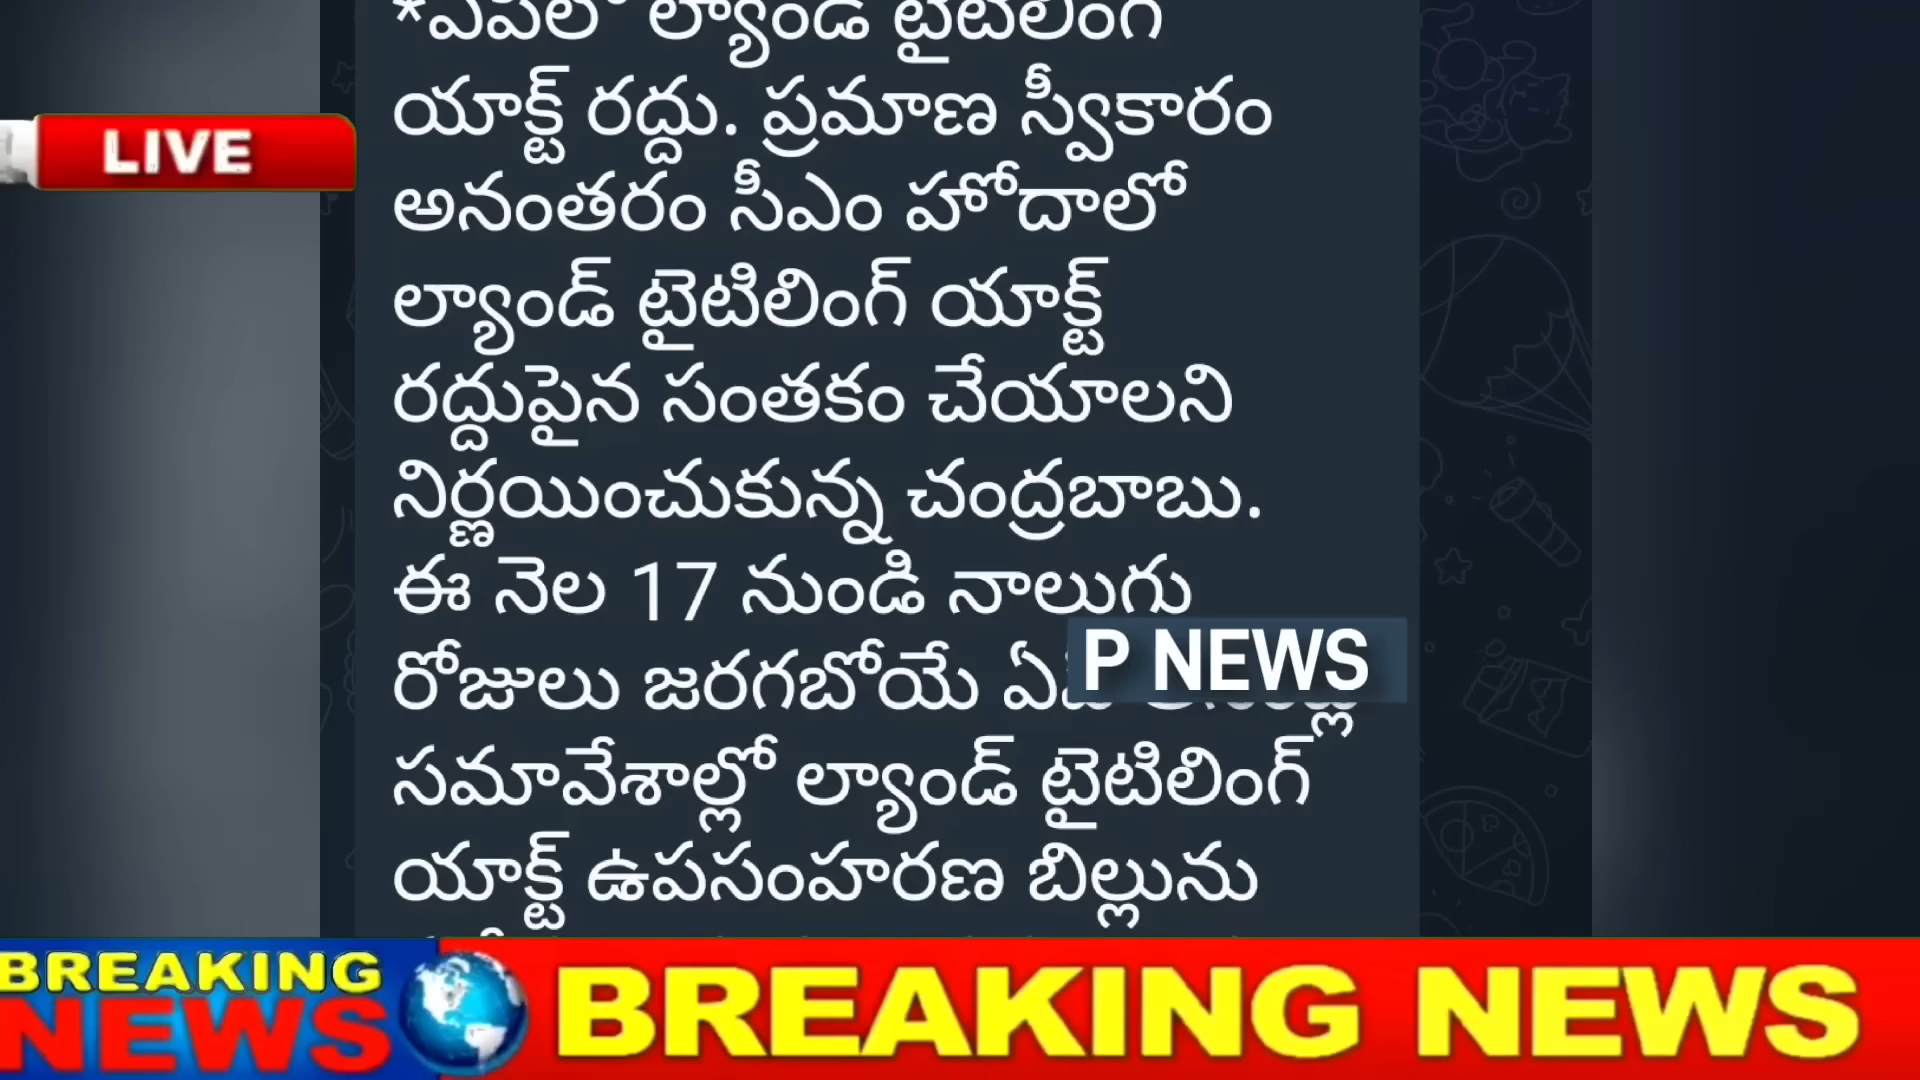 *ఏపీలో ల్యాండ్ టైటిలింగ్
యాక్ట్ రద్దు. ప్రమాణ స్వీకారం
LIVE
అనంతరం సీఎం హోదాలో
ల్యాండ్ టైటిలింగ్ యాక్ట్
రద్దుపైన సంతకం చేయాలని
నిర్ణయించుకున్న చంద్రబాబు.
ఈ నెల 17 నుండి నాలుగు
రోజులు జరగబోయే
P NEWS
సమావేశాల్లో ల్యాండ్ టైటిలింగ్
యాక్ట్ ఉపసంహరణ బిల్లును
BREAKING
NEWS
BREAKING NEWS